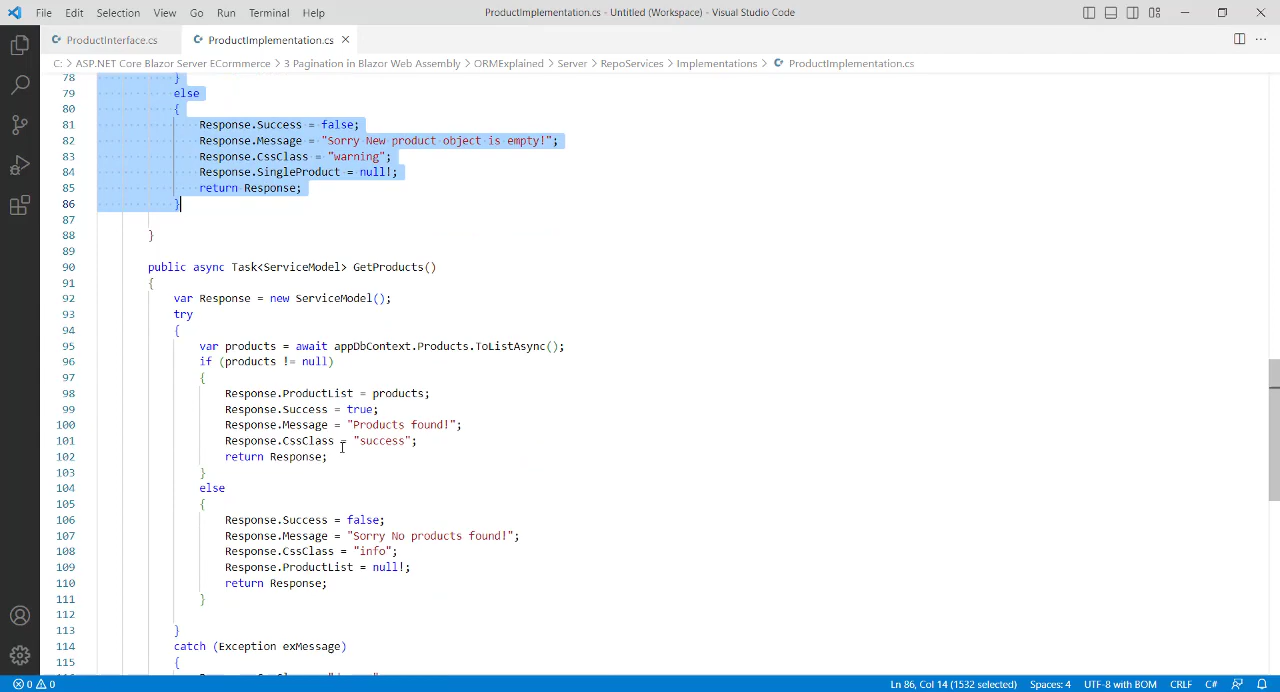 File Edit Selection View Go Run Terminal Help ProductImplementation.cs - Untitled (Workspace) - Visual Studio Code
ProductInterface.cs ProductImplementation.cs
C: > ASP.NET Core Blazor Server ECormmerce > 3 Pagination in Blazor Web Assembly > ORMExplained > Server > RepoServices > Implementations > ProductImplementation.cs
78 }
79 else
80 {
81 Response.Success = false;
82 Response.Message = "Sorry New product object is empty!";
83 Response.CssClass = "warning";
84 Response.SingleProduct = null!;
85 return Response;
86 }
87
88 }
89
90 public async Task<ServiceModel> GetProducts()
91 {
92 var Response = new ServiceModel();
93 try
94 {
95 var products = await appDbContext.Products.ToListAsync();
96 if (products != null)
97 {
98 Response.ProductList = products;
99 Response.Success = true;
100 Response.Message = "Products found!";
101 Response.CssClass = "success";
102 return Response;
103 }
104 else
105 {
106 Response.Success = false;
107 Response.Message = "Sorry No products found!";
108 Response.CssClass = "info";
109 Response.ProductList = null!;
110 return Response;
111 }
112
113 }
114 catch (Exception exMessage)
115 {
0 0 Ln 86, Col 14 (1532 selected) Spaces: 4 UTF-8 with BOM CRLF C#